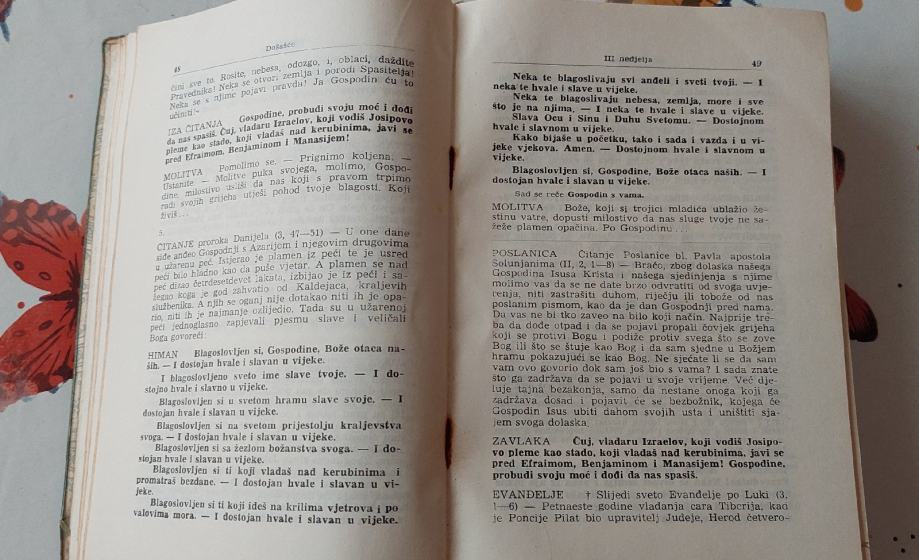 48
Došašće
čini sve to. Rosite, nebesa, odozgo, i, oblaci, daždite
Pravednika! Neka se otvori zemlja i porodi Spasitelja!
Neka se s njime pojavi pravda! Ja Gospodin ću to
učiniti.
IZA ČITANJA Gospodine, probudi svoju moć i dođi
da nas spasiš. Čuj, vladaru Izraelov, koji vodiš Josipovo
pleme kao stado, koji vladaš nad kerubinima, javi se
pred Efraimom, Benjaminom i Manasijem!
MOLITVA Pomolimo se. — Prignimo koljena. —
Ustanite — Molitve puka svojega, molimo, Gospo-
dine, milostivo usliši da nas koji s pravom trpimo
radi svojih grijeha utješi pohod tvoje blagosti. Koji
živiš...
5.
ČITANJE proroka Danijela (3, 47—51) — U one dane
siđe anđeo Gospodnji s Azarijom i njegovim drugovima
u užarenu peć. Istjerao je plamen iz peći te je usred
peći bilo hladno kao da puše vjetar. A plamen se nad
peć dizao četrdesetdevet lakata, izbijao je iz peći i sa-
žegao koga je god zahvatio od Kaldejaca, kraljevih
službenika. A njih se oganj nije dotakao niti ih je opa-
rio, niti ih je najmanje ozlijedio. Tada su u užarenoj
peći jednoglasno zapjevali pjesmu slave i veličali
Boga govoreći:
HIMAN Blagoslovljen si, Gospodine, Bože otaca na-
ših. — I dostojan hvale i slavan u vijeke.
I blagoslovljeno sveto ime slave tvoje. — I do-
stojno hvale i slavno u vijeke.
Blagoslovljen si u svetom hramu slave svoje. — I
dostojan hvale i slavan u vijeke.
Blagoslovljen si na svetom prijestolju kraljevstva
svoga. — I dostojan hvale i slavan u vijeke.
Blagoslovljen si sa žezlom božanstva svoga. — I do-
stojan hvale i slavan u vijeke.
Blagoslovljen si ti koji vladaš nad kerubinima i
promatraš bezdane. — I dostojan hvale i slavan u vi-
jeke.
Blagoslovljen si ti koji ideš na krilima vjetrova i po
valovima mora. — I dostojan hvale i slavan u vijeke.
III nedjelja
49
Neka te blagoslivaju svi anđeli i sveti tvoji. — I
neka te hvale i slave u vijeke.
Neka te blagoslivaju nebesa, zemlja, more i sve
što je na njima. — I neka te hvale i slave u vijeke.
Slava Ocu i Sinu i Duhu Svetomu. — Dostojnom
hvale i slavnom u vijeke.
Kako bijaše u početku, tako i sada i vazda i u vi-
jeke vjekova. Amen. — Dostojnom hvale i slavnom u
vijeke.
Blagoslovljen si, Gospodine, Bože otaca naših. — I
dostojan hvale i slavan u vijeke.
Sad se reče Gospodin s vama.
MOLITVA Bože, koji si trojici mladića ublažio že-
stinu vatre, dopusti milostivo da nas sluge tvoje ne sa-
žeže plamen opačina. Po Gospodinu...
POSLANICA Čitanje Poslanice bl. Pavla apostola
Solunjanima (II, 2, 1—8) — Braćo, zbog dolaska našega
Gospodina Isusa Krista i našega sjedinjenja s njime
molimo vas da se ne date brzo odvratiti od svoga uvje-
renja, niti zastrašiti duhom, riječju ili tobože od nas
poslanim pismom, kao da je dan Gospodnji pred nama.
Da vas ne bi tko zaveo na bilo koji način. Najprije tre-
ba da dođe otpad i da se pojavi propali čovjek grijeha
koji se protivi Bogu i podiže protiv svega što se zove
Bog ili što se štuje kao Bog i da sam sjedne u Božjem
hramu pokazujući se kao Bog. Ne sjećate li se da sam
vam ovo govorio dok sam još bio s vama? I sada znate
što ga zadržava da se pojavi u svoje vrijeme. Već dje-
luje tajna bezakonja, samo da nestane onoga koji ga
zadržava dosad i pojavit će se bezbožnik, kojega će
Gospodin Isus ubiti dahom svojih usta i uništiti sja-
jem svoga dolaska.
ZAVLAKA Čuj, vladaru Izraelov, koji vodiš Josipo-
vo pleme kao stado, koji vladaš nad kerubinima, javi se
pred Efraimom, Benjaminom i Manasijem! Gospodine,
probudi svoju moć i dođi da nas spasiš.
EVANĐELJE † Slijedi sveto Evanđelje po Luki (3,
1—6) — Petnaeste godine vladanja cara Tiberija, kad
je Poncije Pilat bio upravitelj Judeje, Herod četvero-